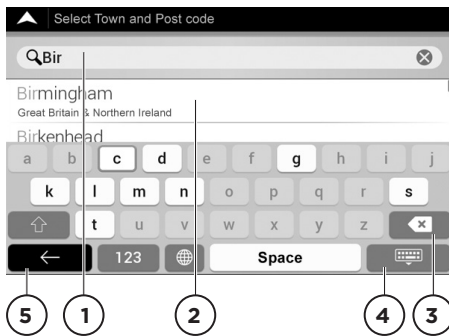 Select Town and Post code
Bir
Birmingham
Great Britain & Northern Ireland
Birkenhead
a b c d e f g h i j
k l m n o p q r s
t u v w x y z
123 Space
5 1 2 4 3